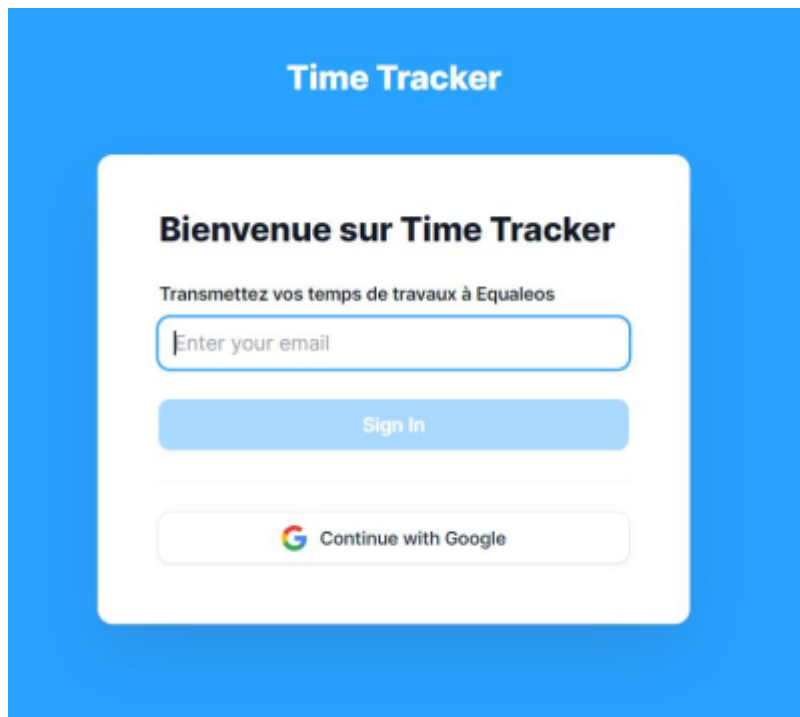 Time Tracker
Bienvenue sur Time Tracker
Transmettez vos temps de travaux à Equaleos
Enter your email
Sign In
Continue with Google